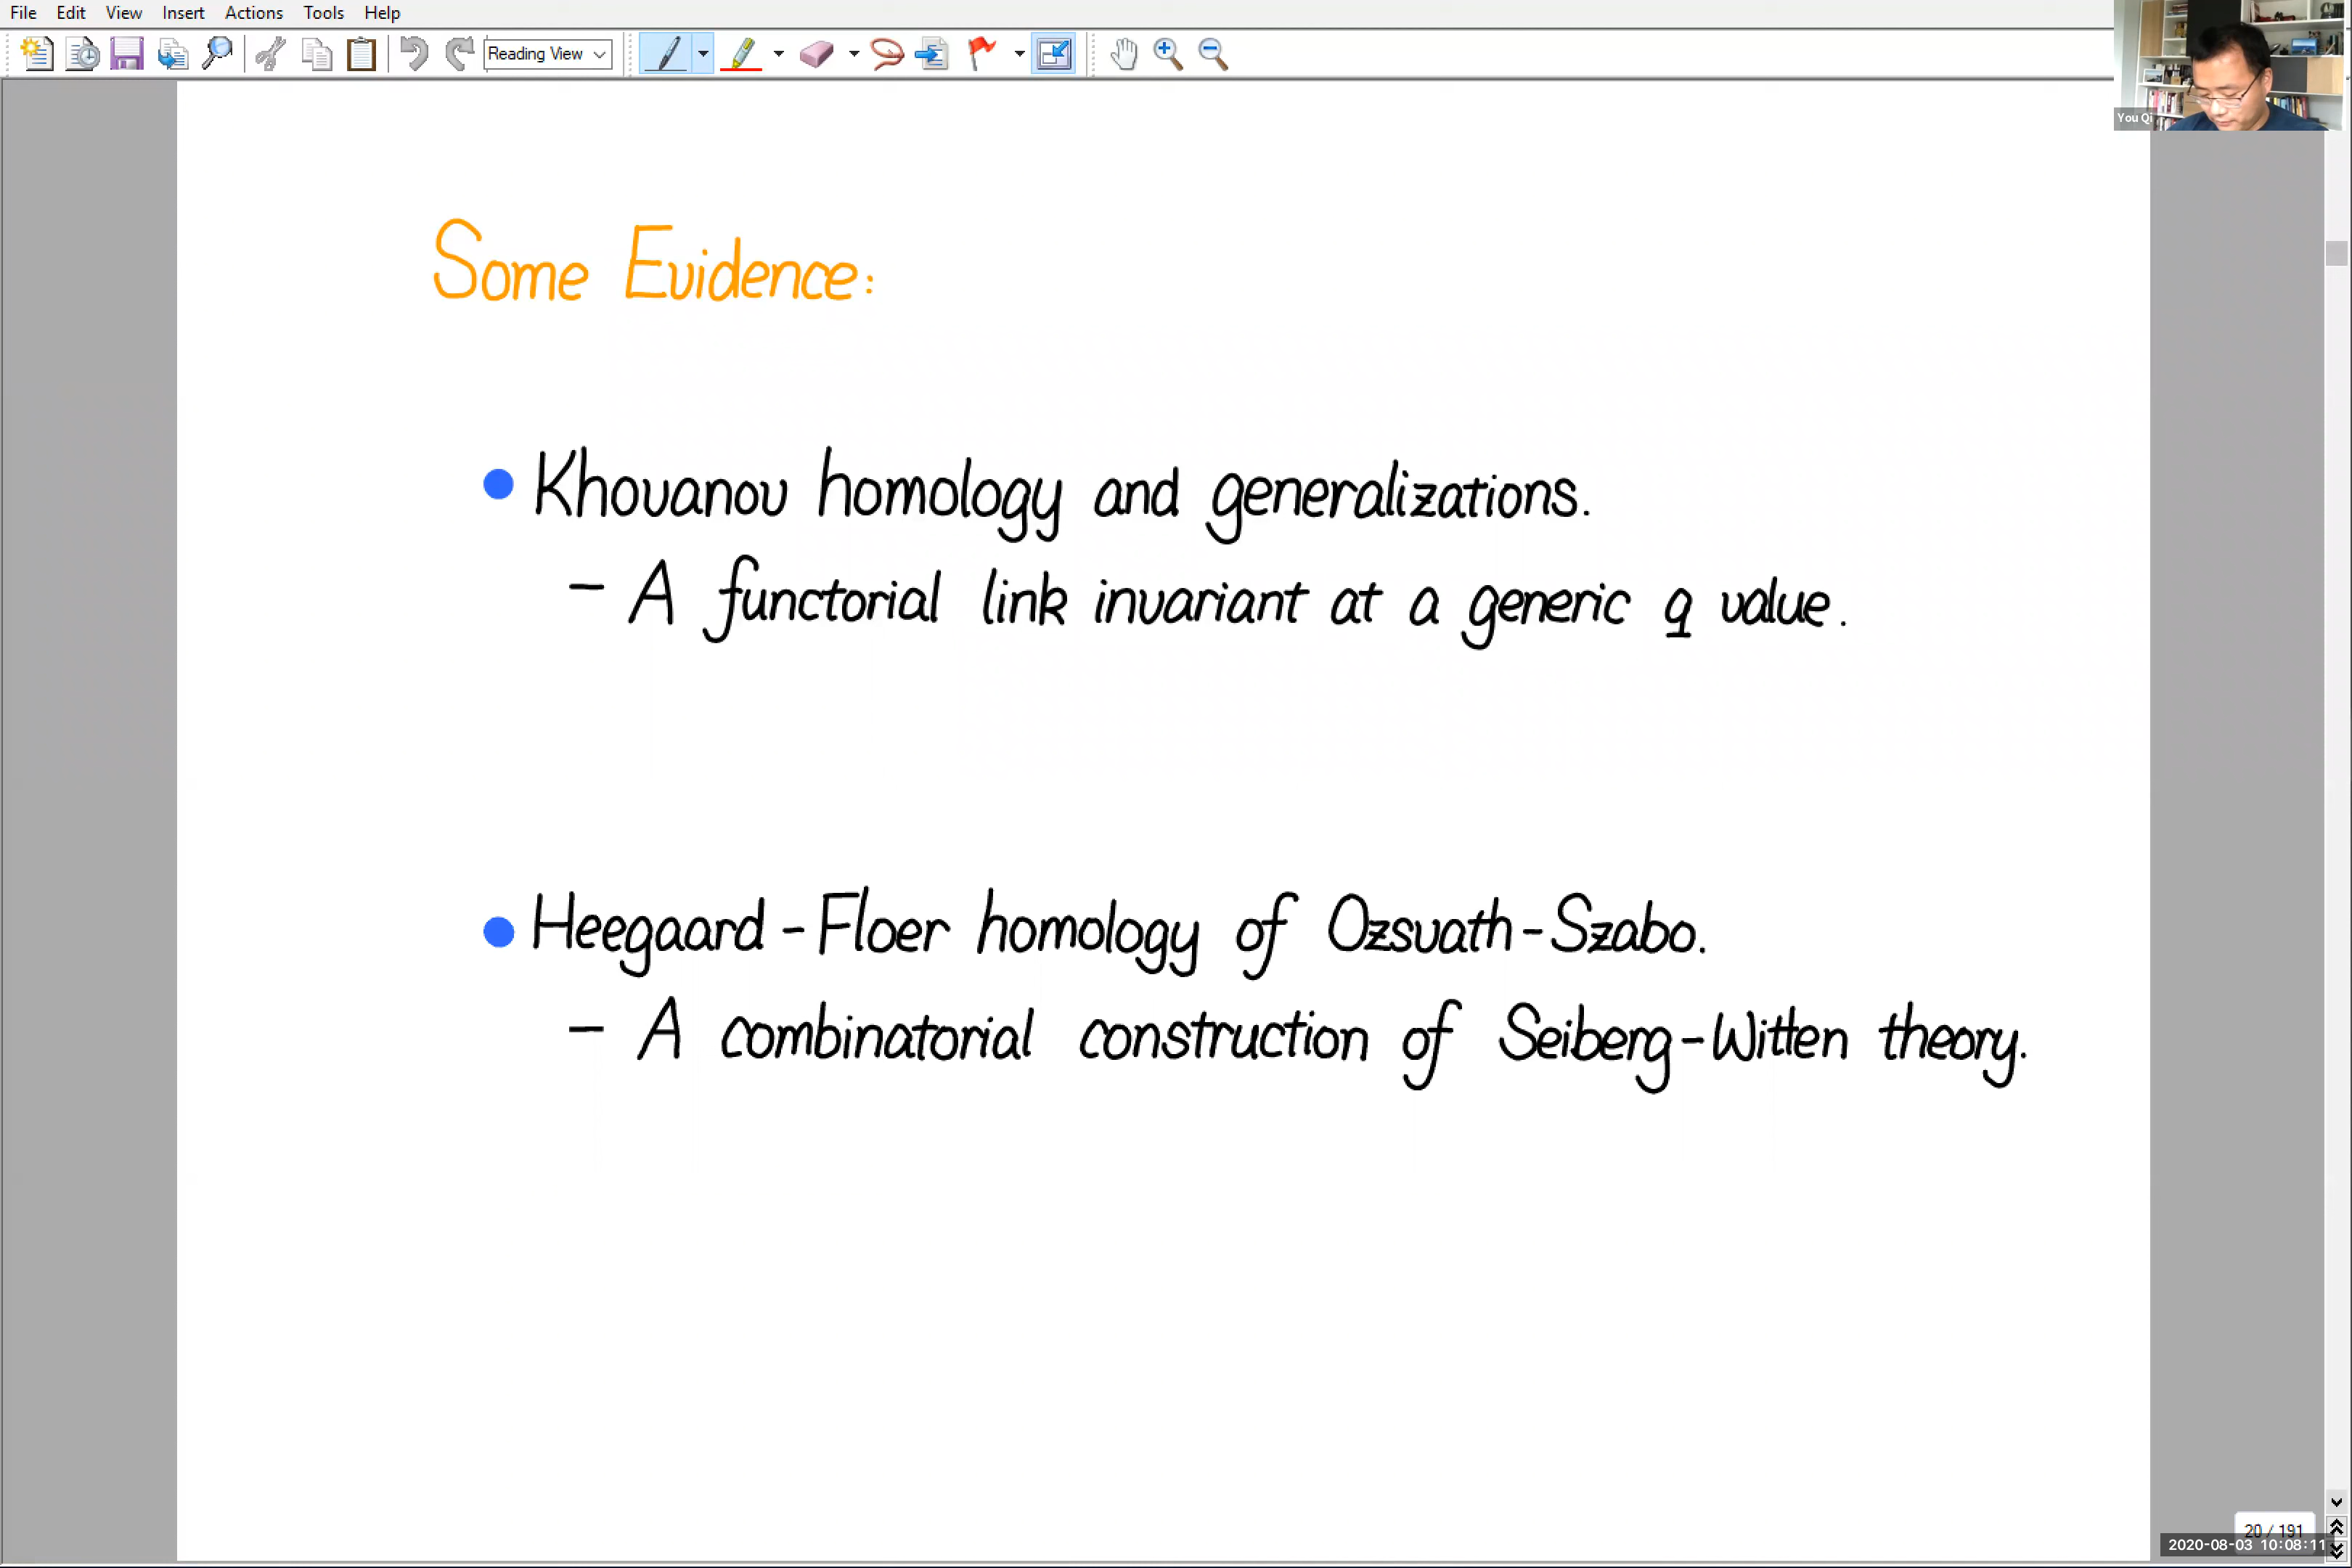 File Edit View Insert Actions Tools Help
Reading View
You Qi
Some Evidence:
• Khovanov homology and generalizations.
– A functorial link invariant at a generic q value.
• Heegaard-Floer homology of Ozsvath-Szabo.
– A combinatorial construction of Seiberg-Witten theory.
20 / 191
2020-08-03 10:08:11